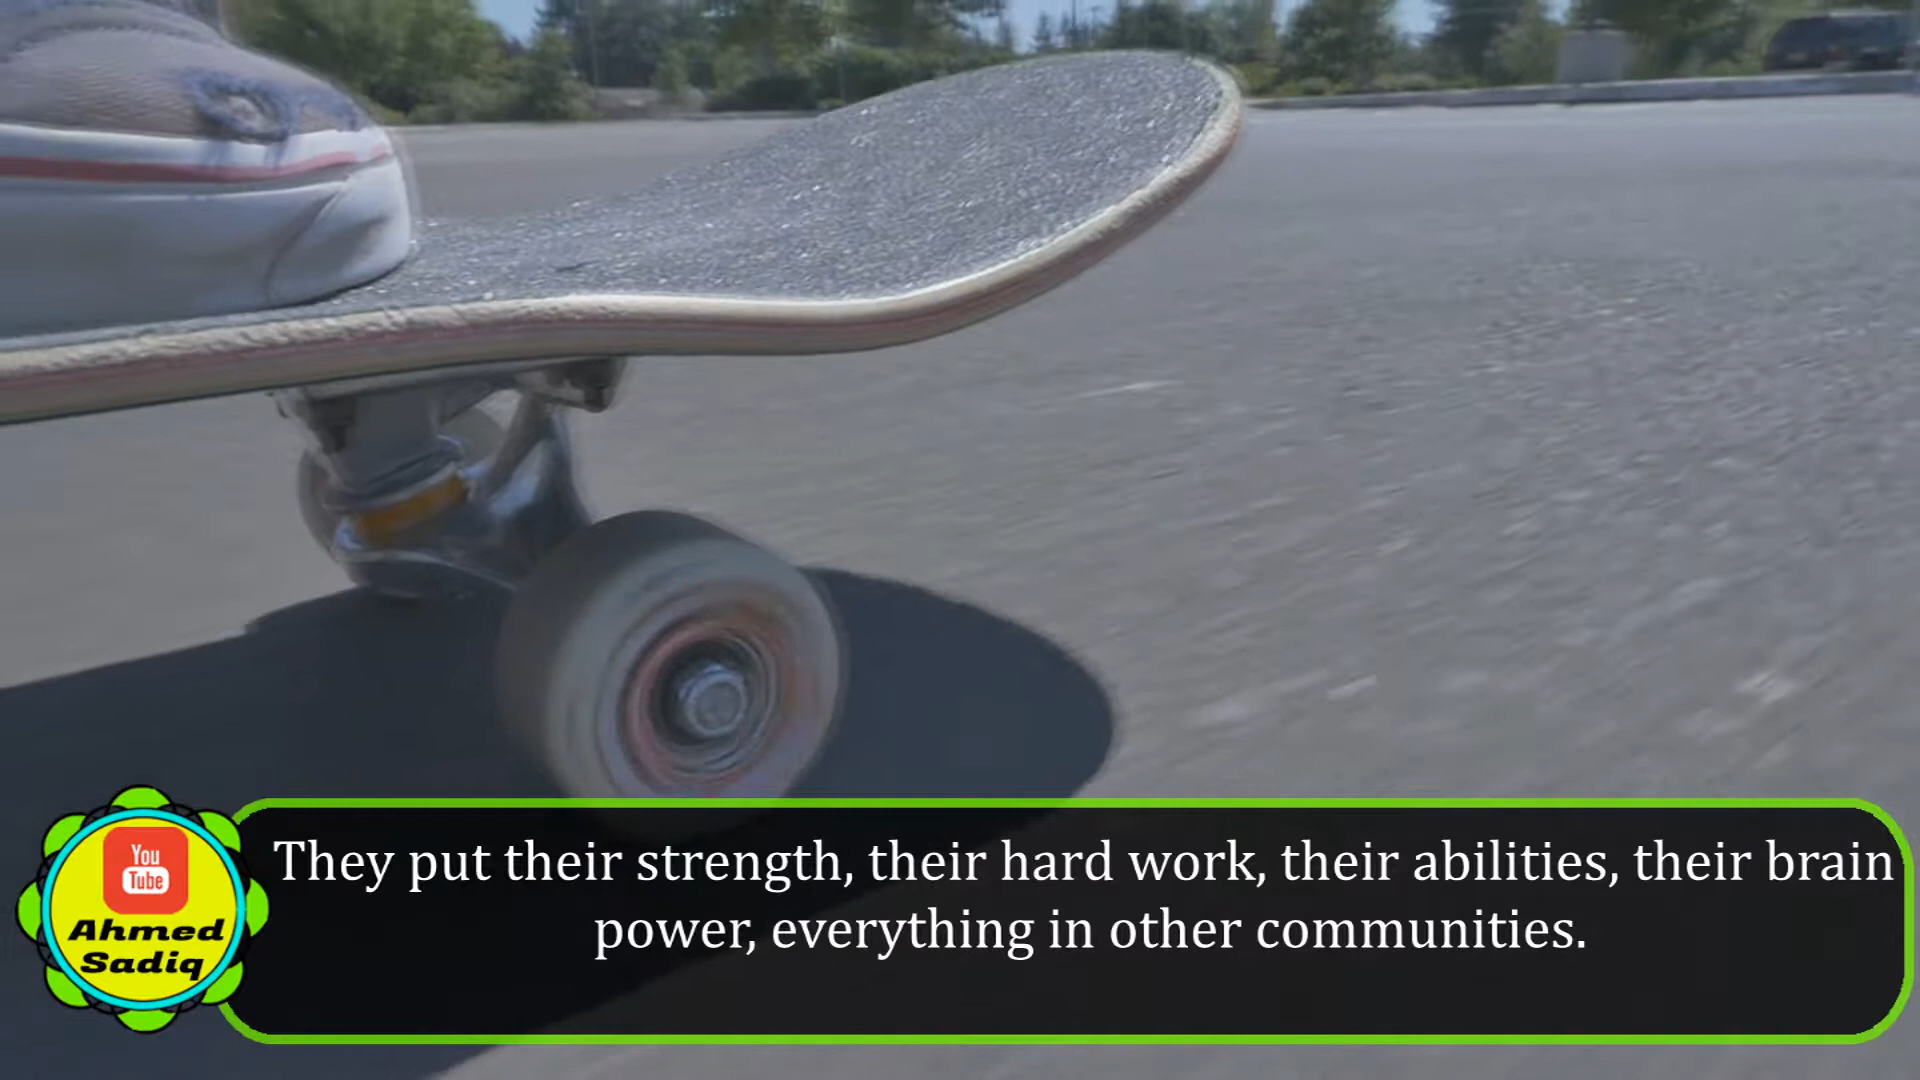 They put their strength, their hard work, their abilities, their brain
power, everything in other communities.
You
Tube
Ahmed
Sadiq